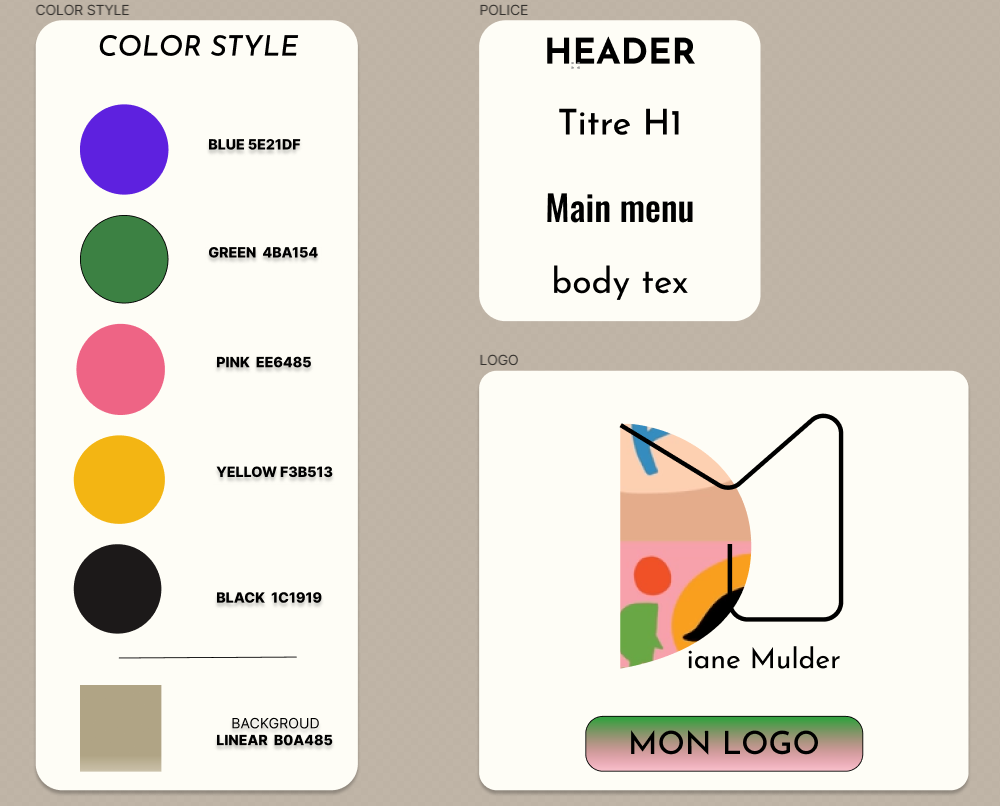 COLOR STYLE
COLOR STYLE
BLUE 5E21DF
GREEN 4BA154
PINK EE6485
YELLOW F3B513
BLACK 1C1919
BACKGROUD
LINEAR B0A485
POLICE
HEADER
Titre H1
Main menu
body tex
LOGO
iane Mulder
MON LOGO